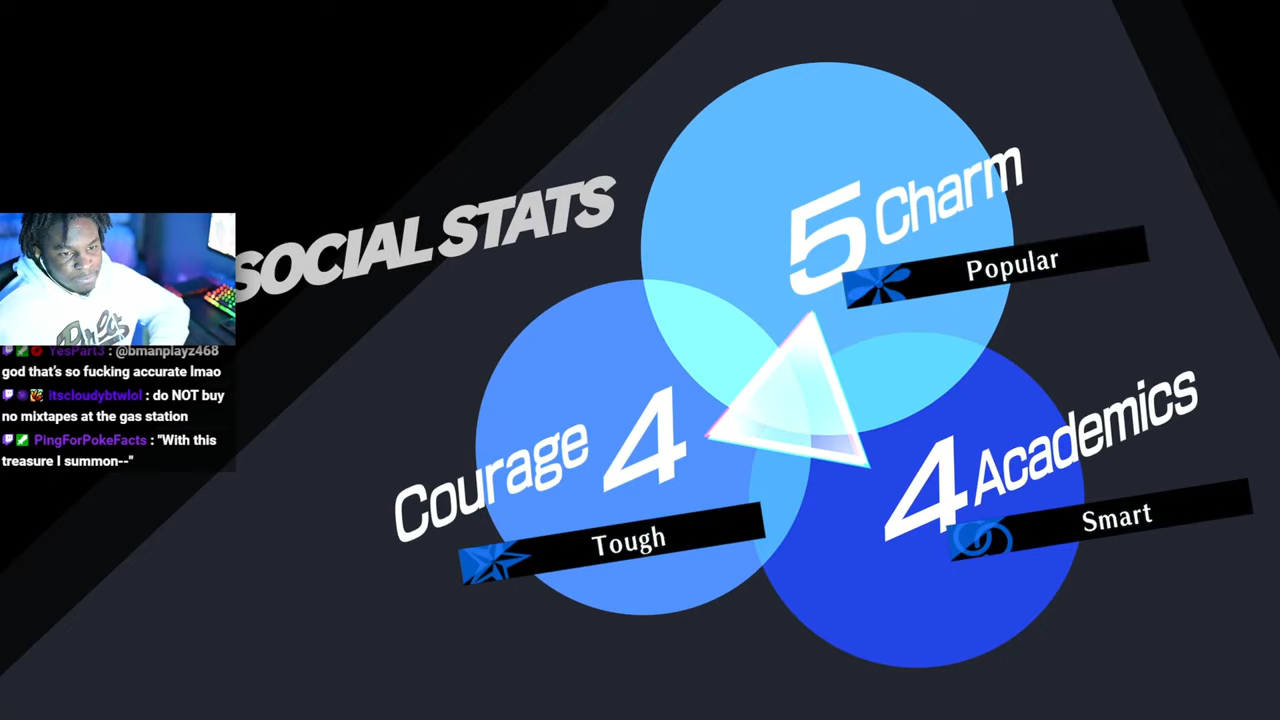 SOCIAL STATS
5 Charm
Popular
Courage 4
Tough
4 Academics
Smart
YesPart3 : @bmanplayz468
god that's so fucking accurate lmao
itscloudybtwlol : do NOT buy
no mixtapes at the gas station
PingForPokeFacts : "With this
treasure I summon--"